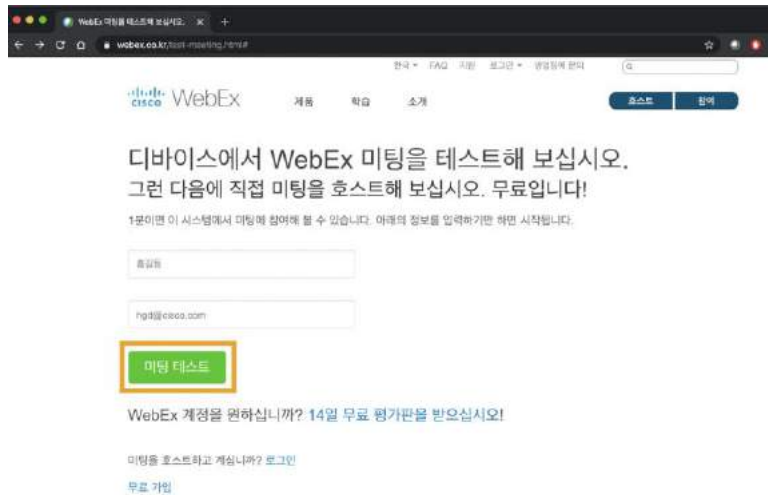 WebEx 미팅을 테스트해 보십시오.
webex.co.kr/test-meeting.html#
한국 FAQ 지원 로그인 영업팀에 문의
cisco WebEx 제품 학습 소개 호스트 참여
디바이스에서 WebEx 미팅을 테스트해 보십시오.
그런 다음에 직접 미팅을 호스트해 보십시오. 무료입니다!
1분이면 이 시스템에서 미팅에 참여해 볼 수 있습니다. 아래의 정보를 입력하기만 하면 시작됩니다.
홍길동
hgd@cisco.com
미팅 테스트
WebEx 계정을 원하십니까? 14일 무료 평가판을 받으십시오!
미팅을 호스트하고 계십니까? 로그인
무료 가입